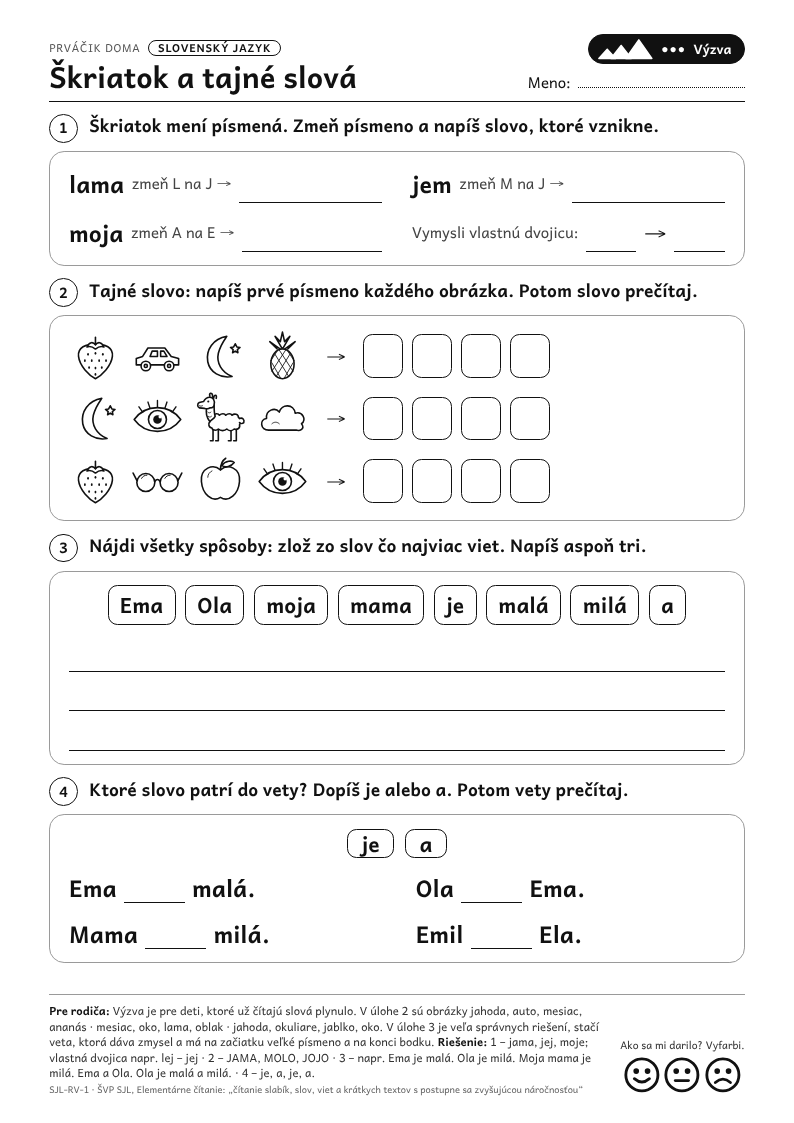 PRVÁČIK DOMA SLOVENSKÝ JAZYK
Výzva
Škriatok a tajné slová
Meno:
1 Škriatok mení písmená. Zmeň písmeno a napíš slovo, ktoré vznikne.
lama zmeň L na J →
jem zmeň M na J →
moja zmeň A na E →
Vymysli vlastnú dvojicu: →
2 Tajné slovo: napíš prvé písmeno každého obrázka. Potom slovo prečítaj.
→
→
→
3 Nájdi všetky spôsoby: zlož zo slov čo najviac viet. Napíš aspoň tri.
Ema Ola moja mama je malá milá a
4 Ktoré slovo patrí do vety? Dopíš je alebo a. Potom vety prečítaj.
je a
Ema malá.
Ola Ema.
Mama milá.
Emil Ela.
Pre rodiča: Výzva je pre deti, ktoré už čítajú slová plynulo. V úlohe 2 sú obrázky jahoda, auto, mesiac,
ananás · mesiac, oko, lama, oblak · jahoda, okuliare, jablko, oko. V úlohe 3 je veľa správnych riešení, stačí
veta, ktorá dáva zmysel a má na začiatku veľké písmeno a na konci bodku. Riešenie: 1 – jama, jej, moje;
vlastná dvojica napr. lej – jej · 2 – JAMA, MOLO, JOJO · 3 – napr. Ema je malá. Ola je milá. Moja mama je
milá. Ema a Ola. Ola je malá a milá. · 4 – je, a, je, a.
SJL-RV-1 · ŠVP SJL, Elementárne čítanie: „čítanie slabík, slov, viet a krátkych textov s postupne sa zvyšujúcou náročnosťou“
Ako sa mi darilo? Vyfarbi.